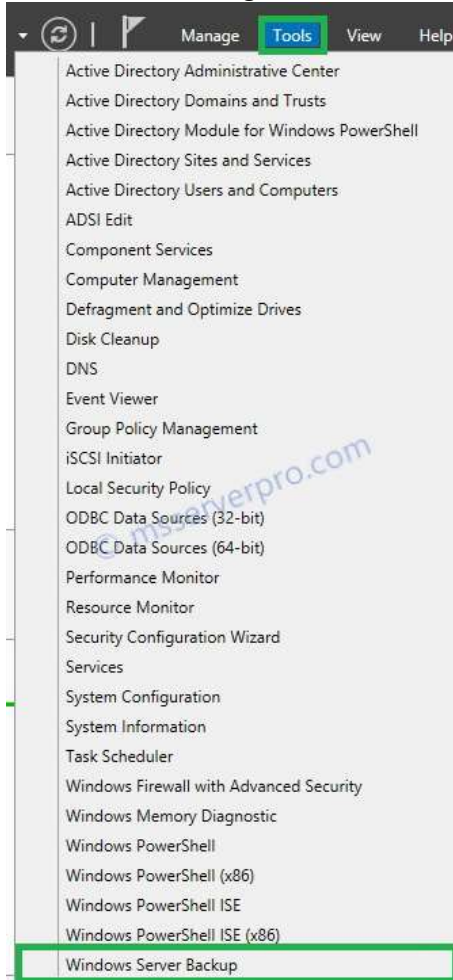 Manage Tools View Help
Active Directory Administrative Center
Active Directory Domains and Trusts
Active Directory Module for Windows PowerShell
Active Directory Sites and Services
Active Directory Users and Computers
ADSI Edit
Component Services
Computer Management
Defragment and Optimize Drives
Disk Cleanup
DNS
Event Viewer
Group Policy Management
iSCSI Initiator
Local Security Policy
ODBC Data Sources (32-bit)
ODBC Data Sources (64-bit)
Performance Monitor
Resource Monitor
Security Configuration Wizard
Services
System Configuration
System Information
Task Scheduler
Windows Firewall with Advanced Security
Windows Memory Diagnostic
Windows PowerShell
Windows PowerShell (x86)
Windows PowerShell ISE
Windows PowerShell ISE (x86)
Windows Server Backup
© msserverpro.com